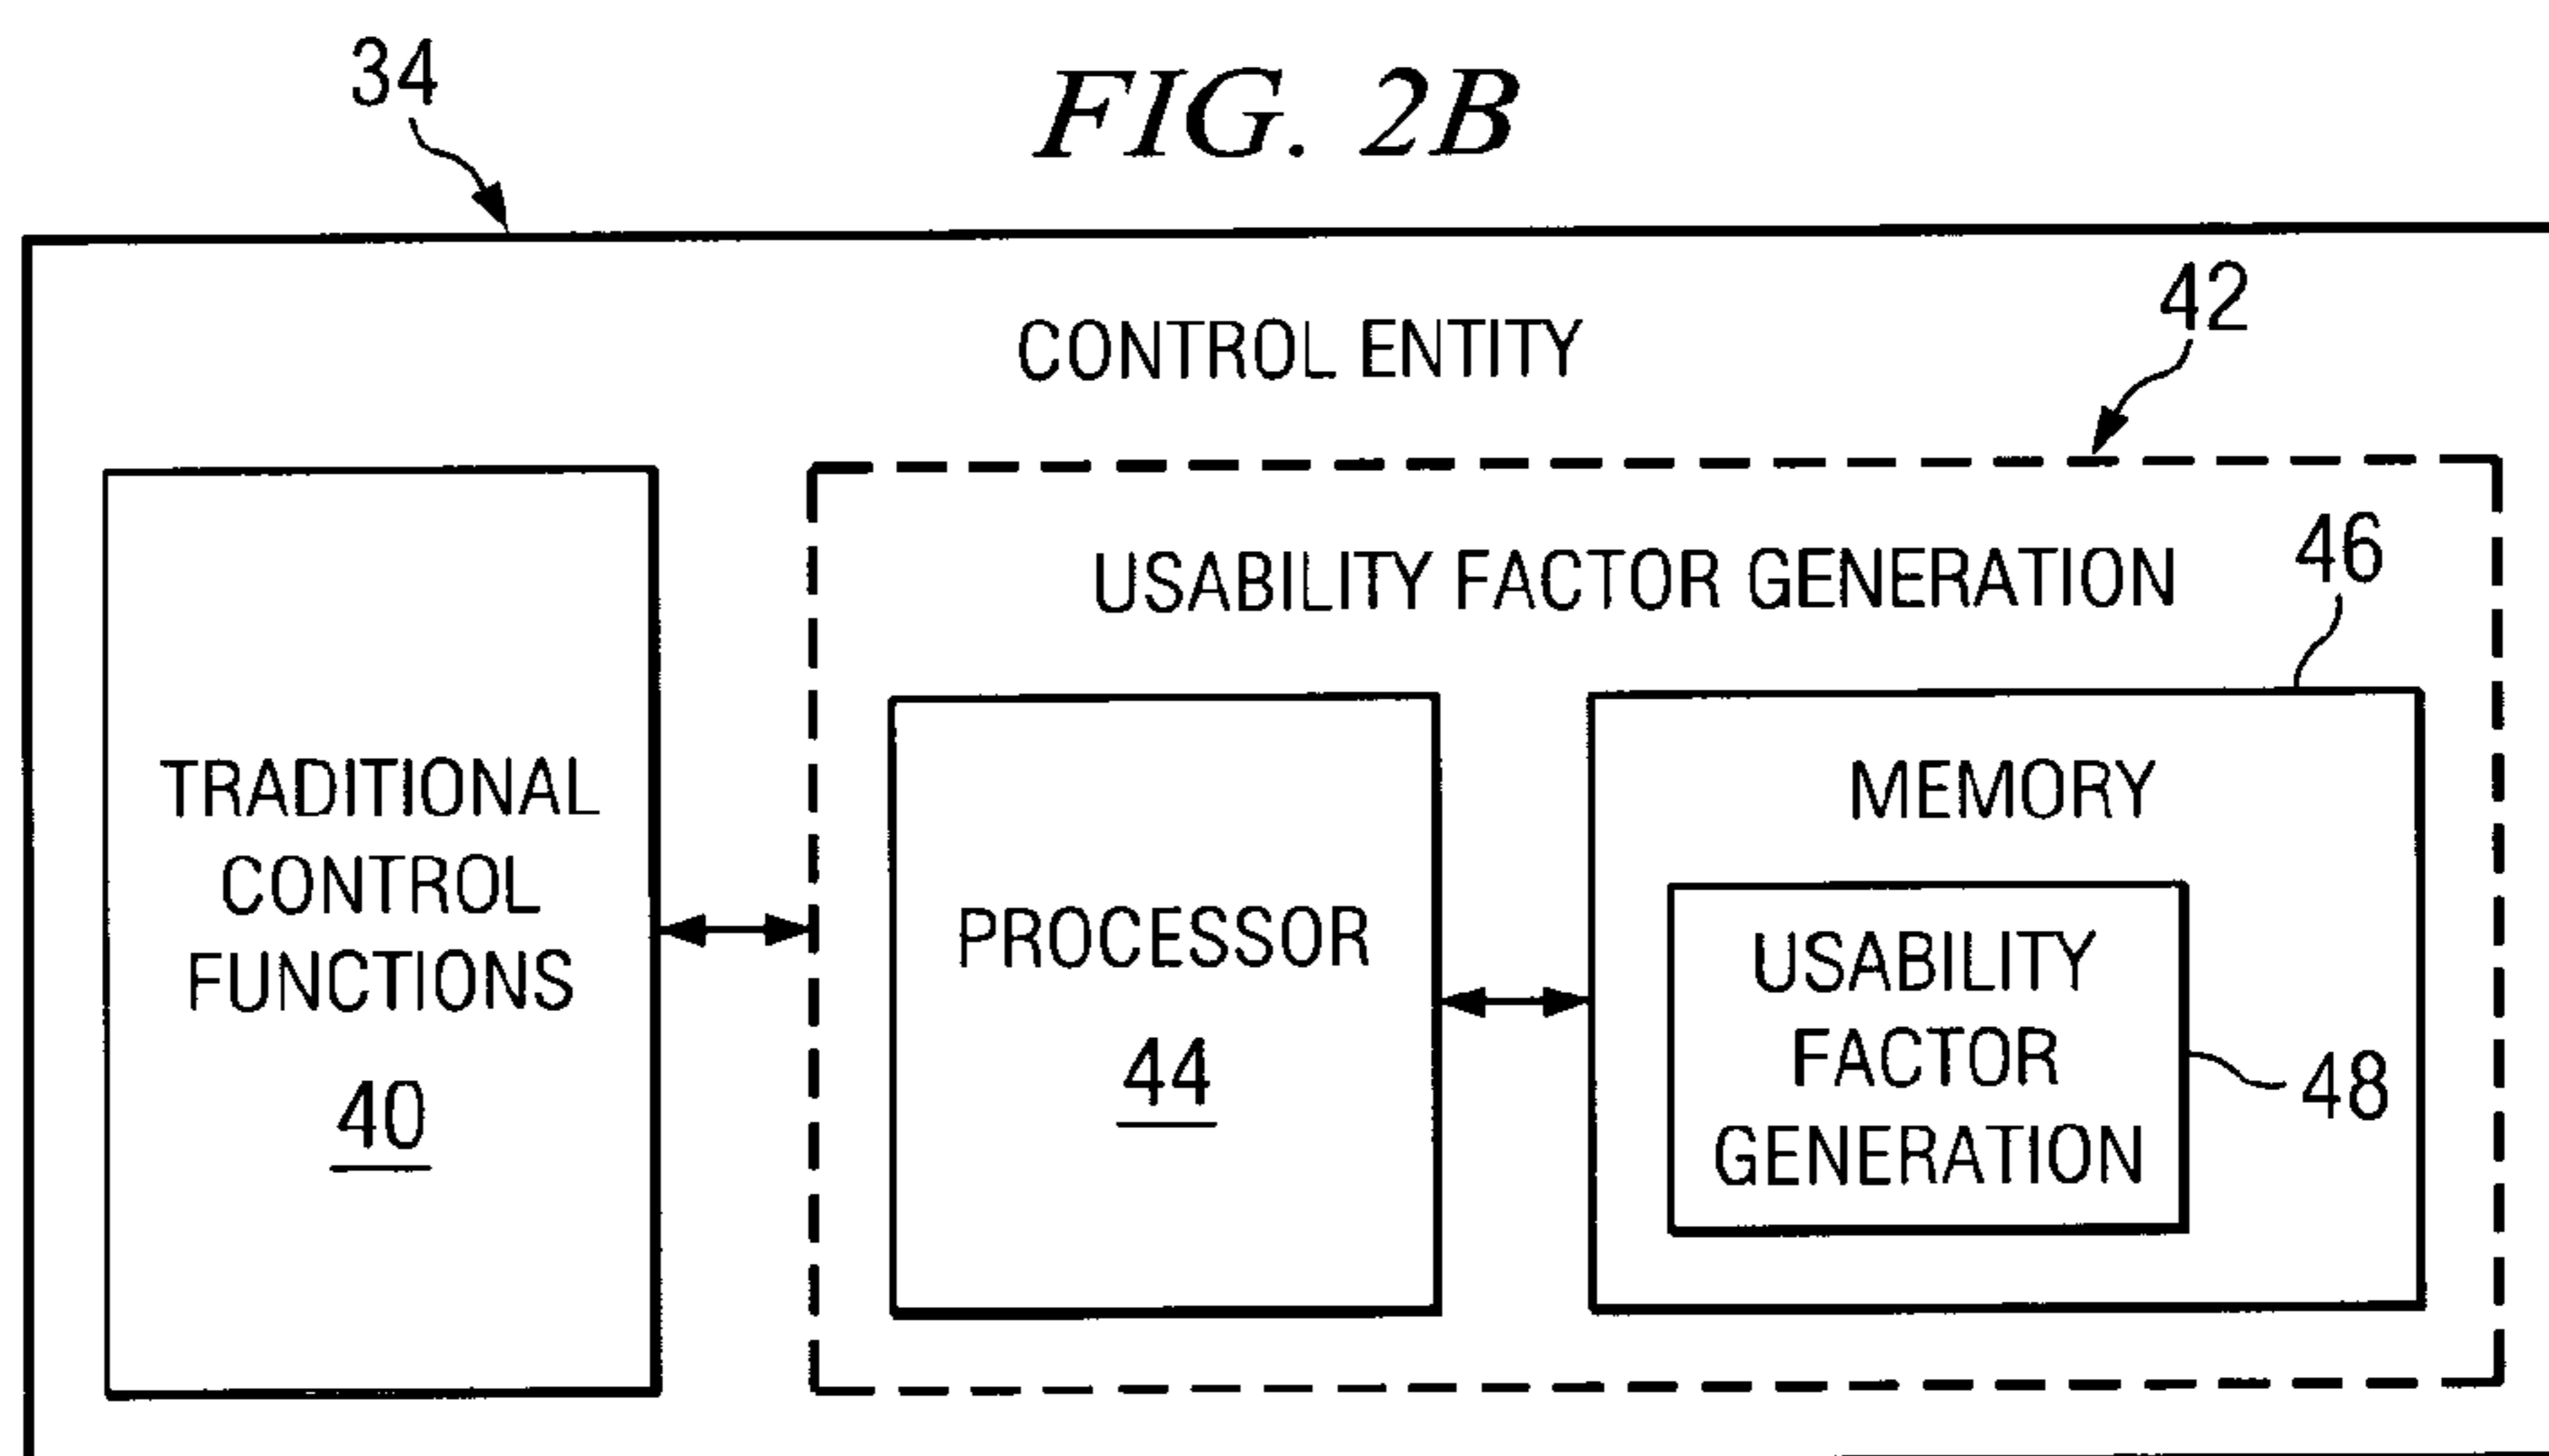 34
FIG. 2B
CONTROL ENTITY
42
USABILITY FACTOR GENERATION
46
TRADITIONAL
CONTROL
FUNCTIONS
40
PROCESSOR
44
MEMORY
USABILITY
FACTOR
GENERATION
48